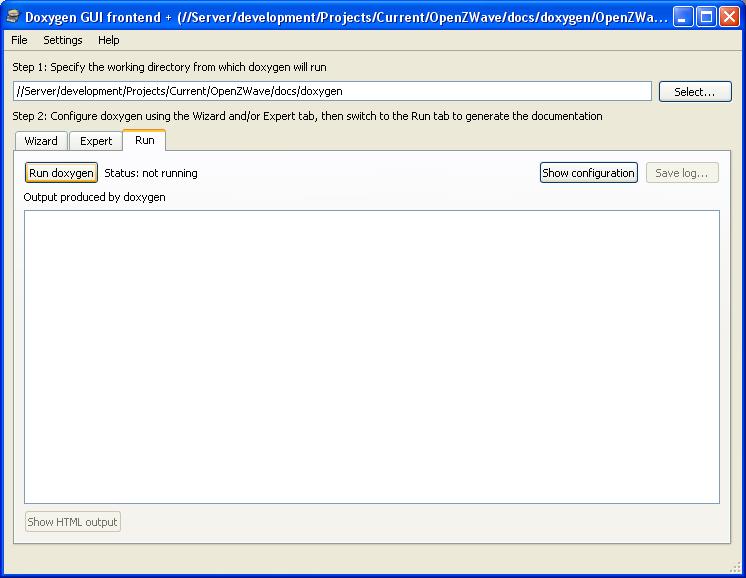 Doxygen GUI frontend + (//Server/development/Projects/Current/OpenZWave/docs/doxygen/OpenZWa...
File Settings Help
Step 1: Specify the working directory from which doxygen will run
//Server/development/Projects/Current/OpenZWave/docs/doxygen Select...
Step 2: Configure doxygen using the Wizard and/or Expert tab, then switch to the Run tab to generate the documentation
Wizard Expert Run
Run doxygen Status: not running Show configuration Save log...
Output produced by doxygen
Show HTML output